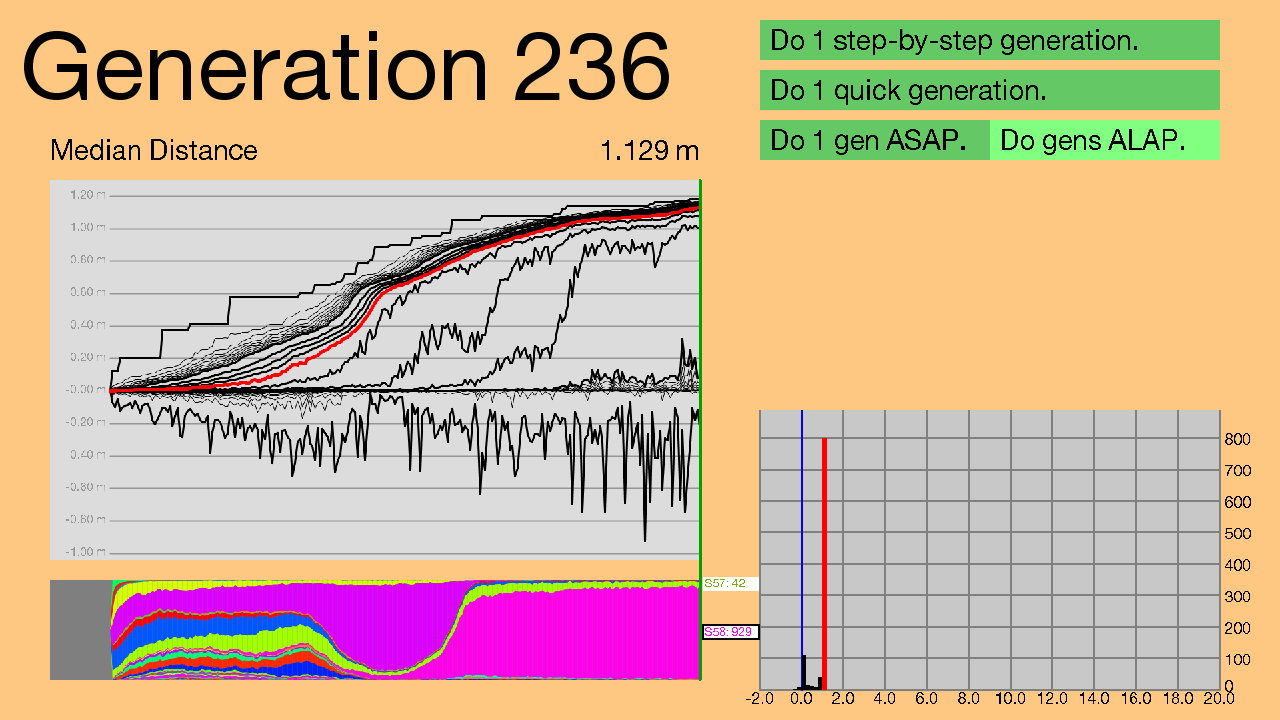 Generation 236
Do 1 step-by-step generation.
Do 1 quick generation.
Do 1 gen ASAP.
Do gens ALAP.
Median Distance
1.129 m
1.20 m
1.00 m
0.80 m
0.60 m
0.40 m
0.20 m
-0.00 m
-0.20 m
-0.40 m
-0.60 m
-0.80 m
-1.00 m
S57: 42
S58: 929
800
700
600
500
400
300
200
100
0
-2.0 0.0 2.0 4.0 6.0 8.0 10.0 12.0 14.0 16.0 18.0 20.0